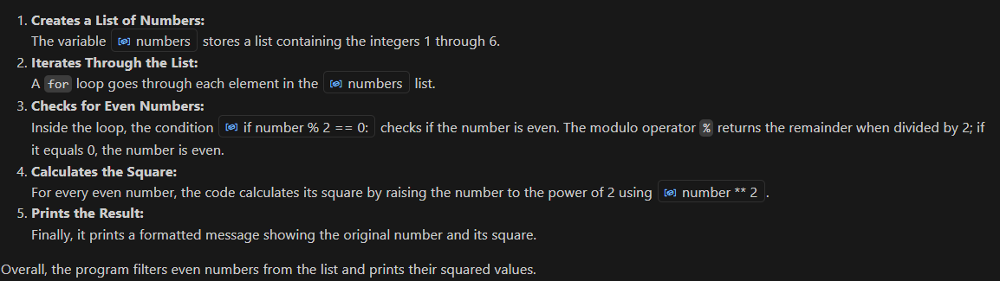 1. Creates a List of Numbers:
The variable numbers stores a list containing the integers 1 through 6.
2. Iterates Through the List:
A for loop goes through each element in the numbers list.
3. Checks for Even Numbers:
Inside the loop, the condition if number % 2 == 0: checks if the number is even. The modulo operator % returns the remainder when divided by 2; if
it equals 0, the number is even.
4. Calculates the Square:
For every even number, the code calculates its square by raising the number to the power of 2 using number ** 2.
5. Prints the Result:
Finally, it prints a formatted message showing the original number and its square.
Overall, the program filters even numbers from the list and prints their squared values.